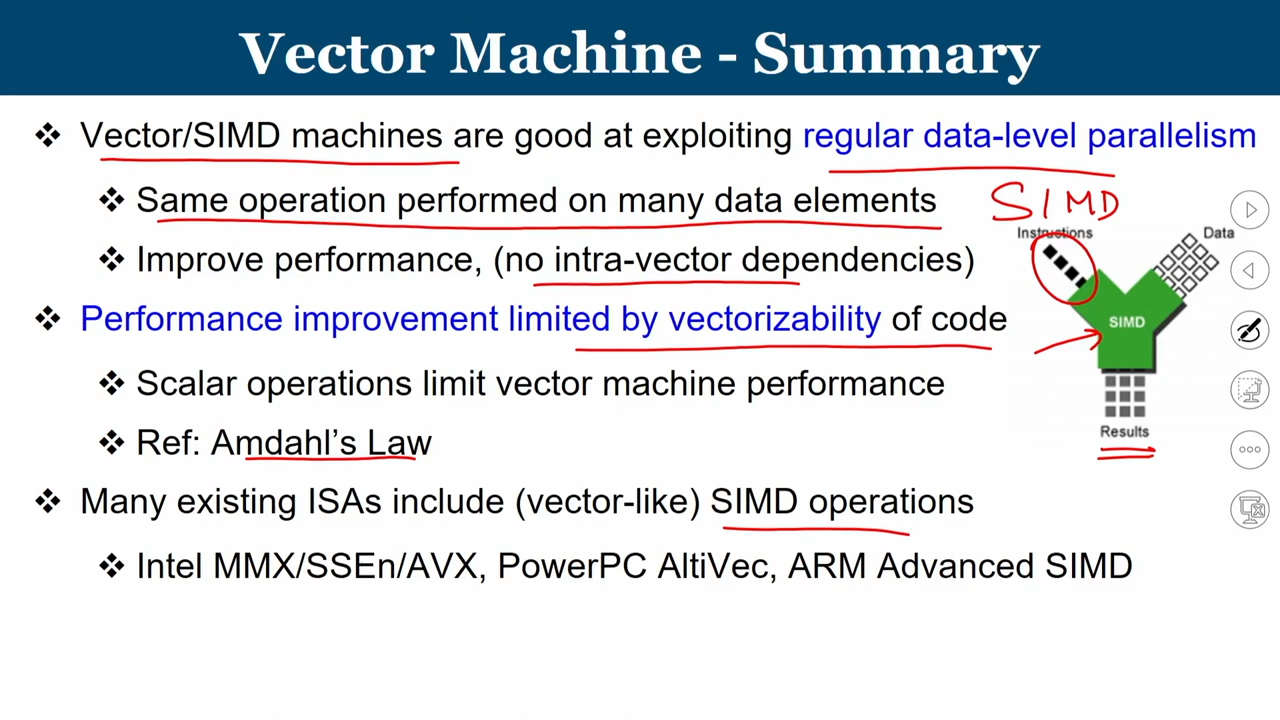 Vector Machine - Summary
❖ Vector/SIMD machines are good at exploiting regular data-level parallelism
❖ Same operation performed on many data elements
SIMD
❖ Improve performance, (no intra-vector dependencies)
Instructions
Data
❖ Performance improvement limited by vectorizability of code
SIMD
❖ Scalar operations limit vector machine performance
❖ Ref: Amdahl's Law
Results
❖ Many existing ISAs include (vector-like) SIMD operations
❖ Intel MMX/SSEn/AVX, PowerPC AltiVec, ARM Advanced SIMD